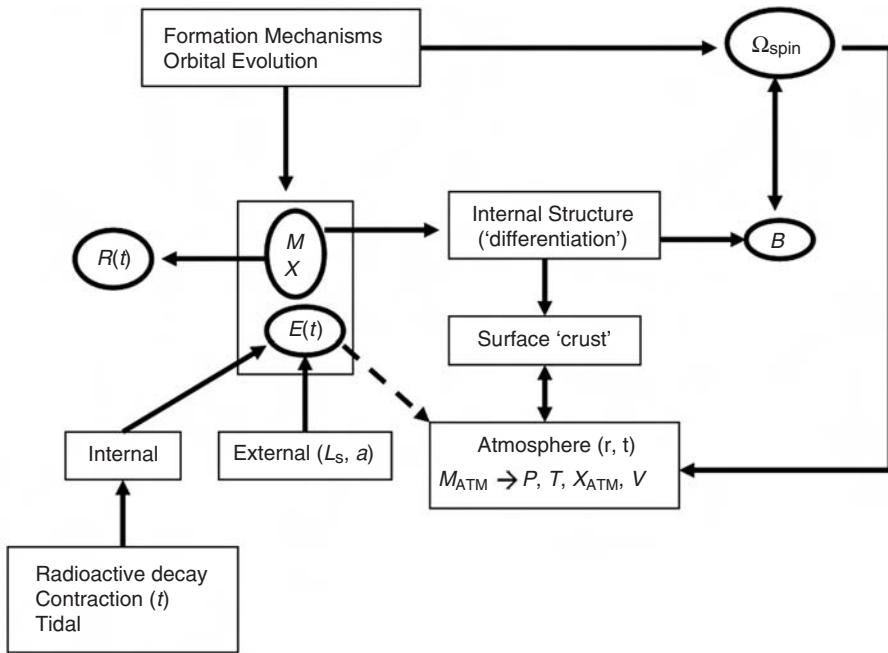 Formation Mechanisms
Orbital Evolution
Ωspin
M
X
R(t)
Internal Structure
(‘differentiation’)
B
E(t)
Surface ‘crust’
Internal
External (Ls, a)
Atmosphere (r, t)
MATM → P, T, XATM, V
Radioactive decay
Contraction (t)
Tidal